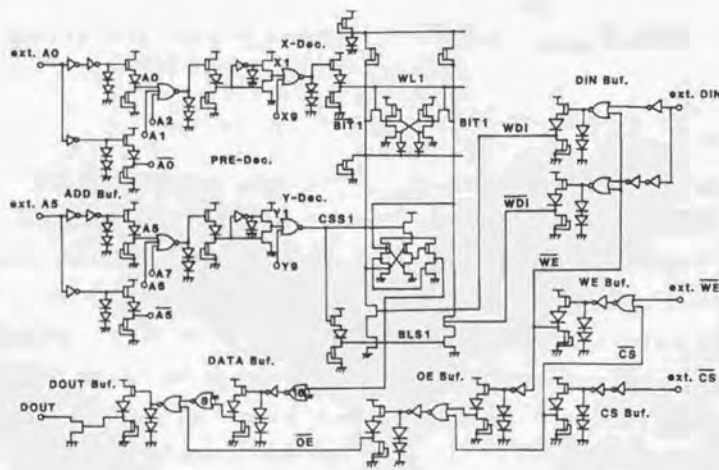 X-Dec.
ext. A0
A0
X1
WL1
DIN Buf.
ext. DIN
A2
X9
BIT1
BIT1
WDI
A1
A0
PRE-Dec.
ADD Buf.
Y-Dec.
ext. A5
A5
Y1
CSS1
WDI
A7
Y9
WE
A6
WE Buf.
ext. WE
A5
BLS1
CS
DATA Buf.
DOUT Buf.
OE Buf.
ext. CS
DOUT
8
OE
CS Buf.